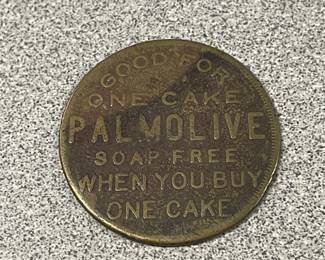 GOOD FOR
ONE CAKE
PALMOLIVE
SOAP FREE
WHEN YOU BUY
ONE CAKE